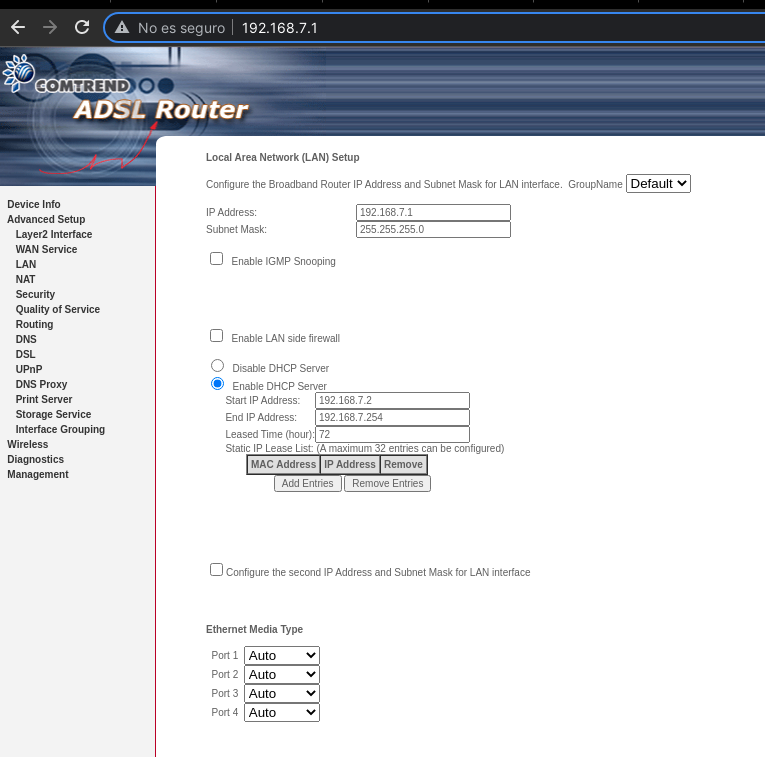 No es seguro 192.168.7.1
COMTREND
ADSL Router
Device Info
Advanced Setup
Layer2 Interface
WAN Service
LAN
NAT
Security
Quality of Service
Routing
DNS
DSL
UPnP
DNS Proxy
Print Server
Storage Service
Interface Grouping
Wireless
Diagnostics
Management
Local Area Network (LAN) Setup
Configure the Broadband Router IP Address and Subnet Mask for LAN interface. GroupName Default
IP Address: 192.168.7.1
Subnet Mask: 255.255.255.0
Enable IGMP Snooping
Enable LAN side firewall
Disable DHCP Server
Enable DHCP Server
Start IP Address: 192.168.7.2
End IP Address: 192.168.7.254
Leased Time (hour): 72
Static IP Lease List: (A maximum 32 entries can be configured)
MAC Address IP Address Remove
Add Entries Remove Entries
Configure the second IP Address and Subnet Mask for LAN interface
Ethernet Media Type
Port 1 Auto
Port 2 Auto
Port 3 Auto
Port 4 Auto